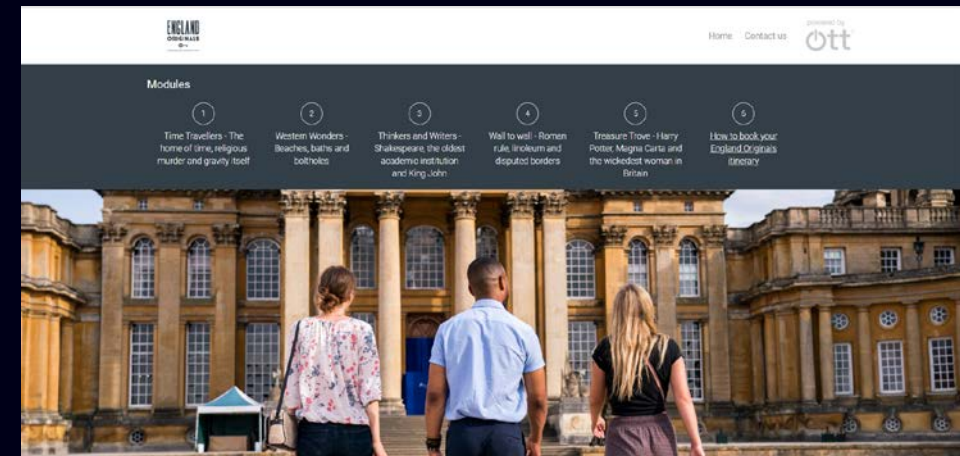 ENGLAND
ORIGINALS
Home Contact us
powered by
ott
Modules
1
Time Travellers - The
home of time, religious
murder and gravity itself
2
Western Wonders -
Beaches, baths and
boltholes
3
Thinkers and Writers -
Shakespeare, the oldest
academic institution
and King John
4
Wall to wall - Roman
rule, linoleum and
disputed borders
5
Treasure Trove - Harry
Potter, Magna Carta and
the wickedest woman in
Britain
6
How to book your
England Originals
itinerary